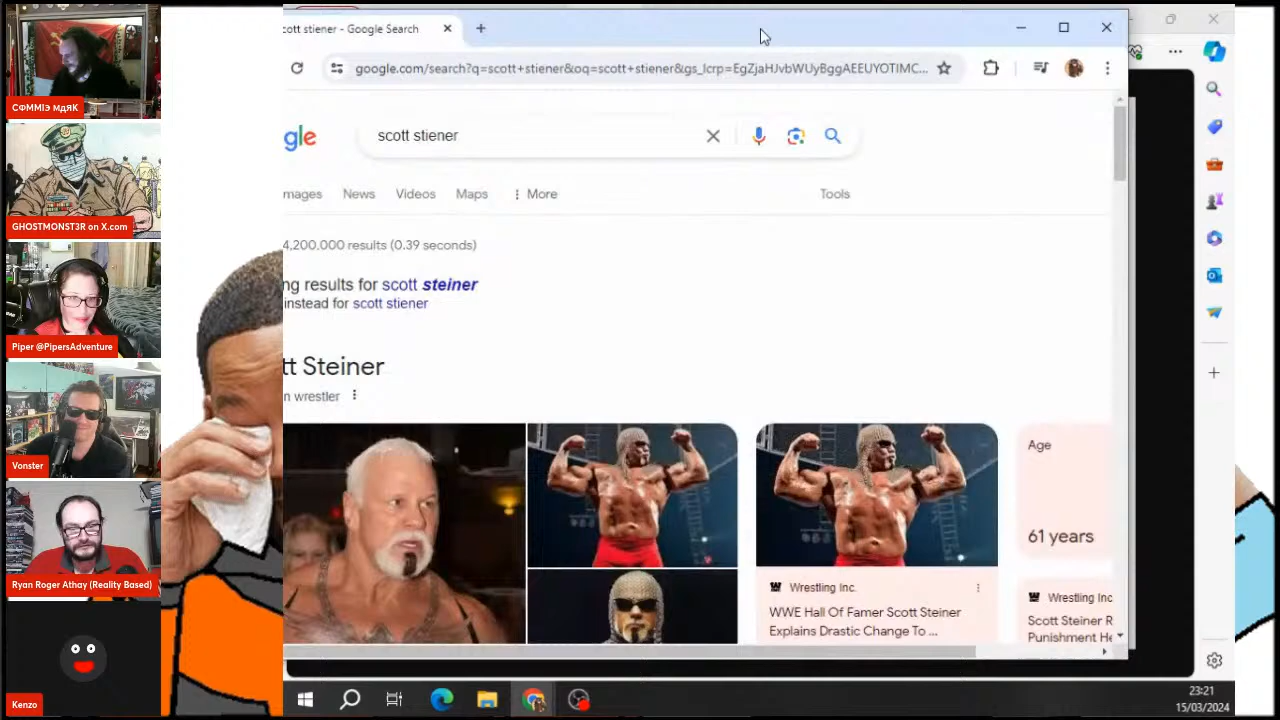 СФММІЭ МДЯК
GHOSTMONST3R on X.com
Piper @PipersAdventure
Vonster
Ryan Roger Athay (Reality Based)
Kenzo
cott stiener - Google Search
google.com/search?q=scott+stiener&oq=scott+stiener&gs_lcrp=EgZjaHJvbWUyBggAEEUYOTIMC...
gle
scott stiener
mages News Videos Maps More Tools
4,200,000 results (0.39 seconds)
ng results for scott steiner
instead for scott stiener
tt Steiner
n wrestler
Age
61 years
Wrestling Inc.
WWE Hall Of Famer Scott Steiner
Explains Drastic Change To ...
Wrestling Inc
Scott Steiner R
Punishment He
23:21
15/03/2024